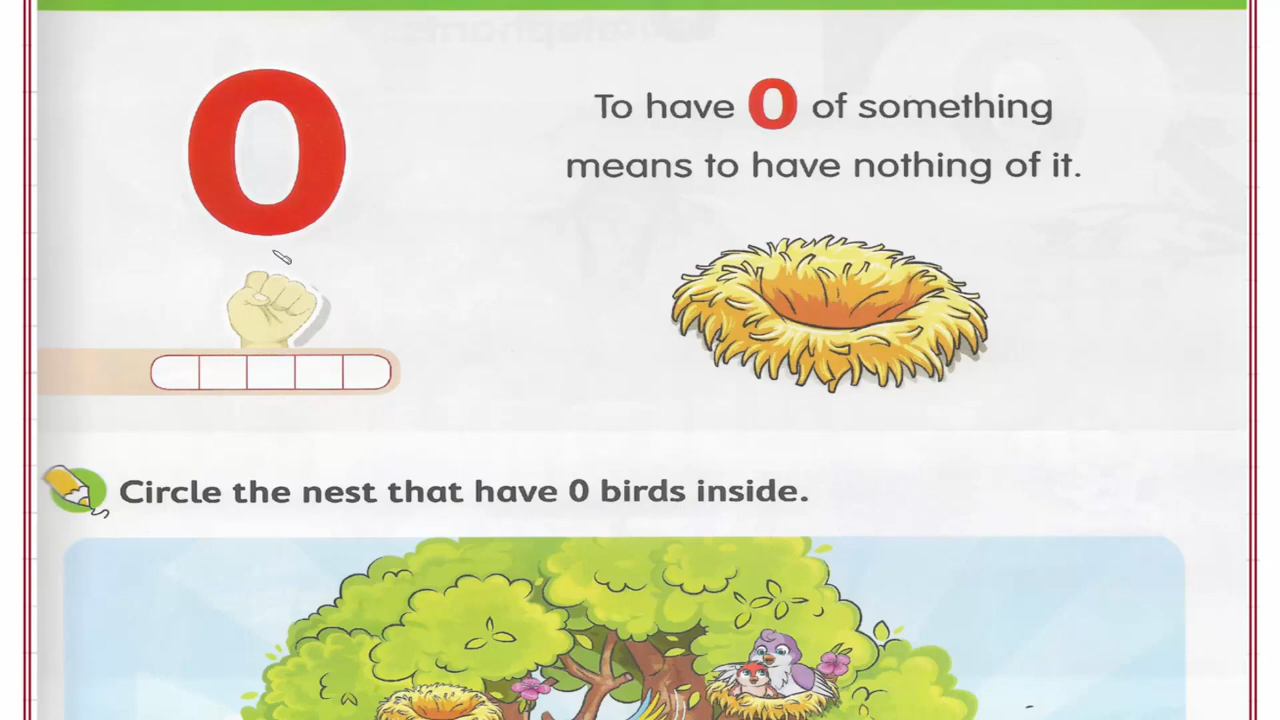 0
To have 0 of something
means to have nothing of it.
Circle the nest that have 0 birds inside.